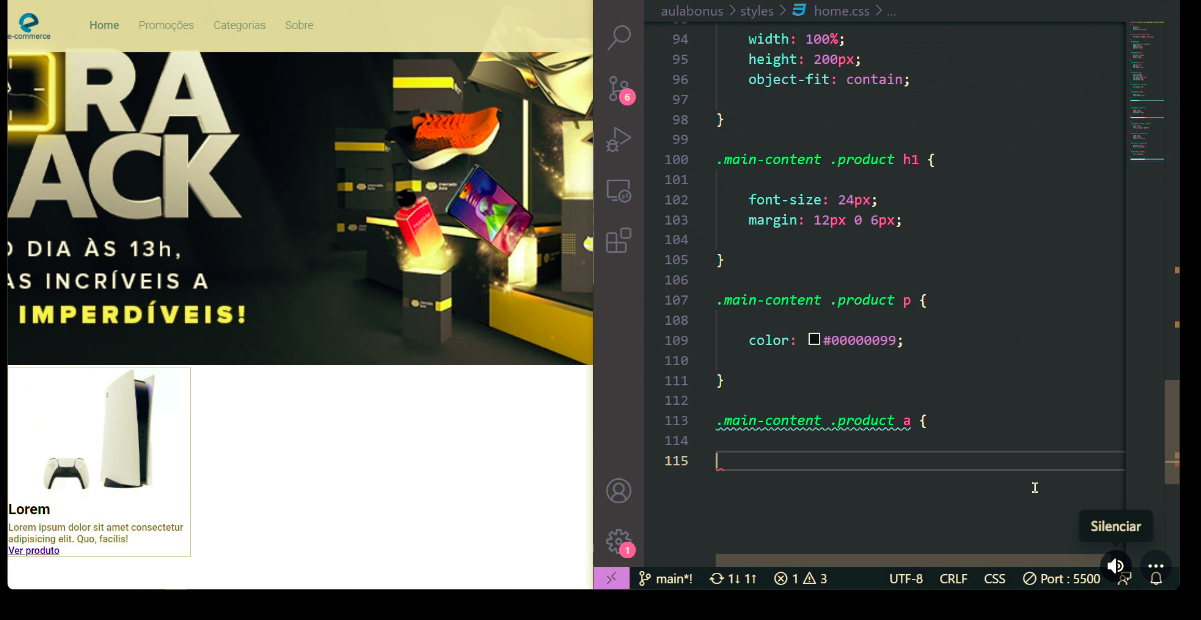 e-commerce
Home Promoções Categorias Sobre
ORA
ACK
O DIA ÀS 13h,
AS INCRÍVEIS A
IMPERDÍVEIS!
Lorem
Lorem ipsum dolor sit amet consectetur
adipisicing elit. Quo, facilis!
Ver produto
6
1
aulabonus > styles > home.css > ...
94 width: 100%;
95 height: 200px;
96 object-fit: contain;
97
98 }
99
100 .main-content .product h1 {
101
102 font-size: 24px;
103 margin: 12px 0 6px;
104
105 }
106
107 .main-content .product p {
108
109 color: #00000099;
110
111 }
112
113 .main-content .product a {
114
115
Silenciar
main*! 1↓ 1↑ 1 3 UTF-8 CRLF CSS Port : 5500